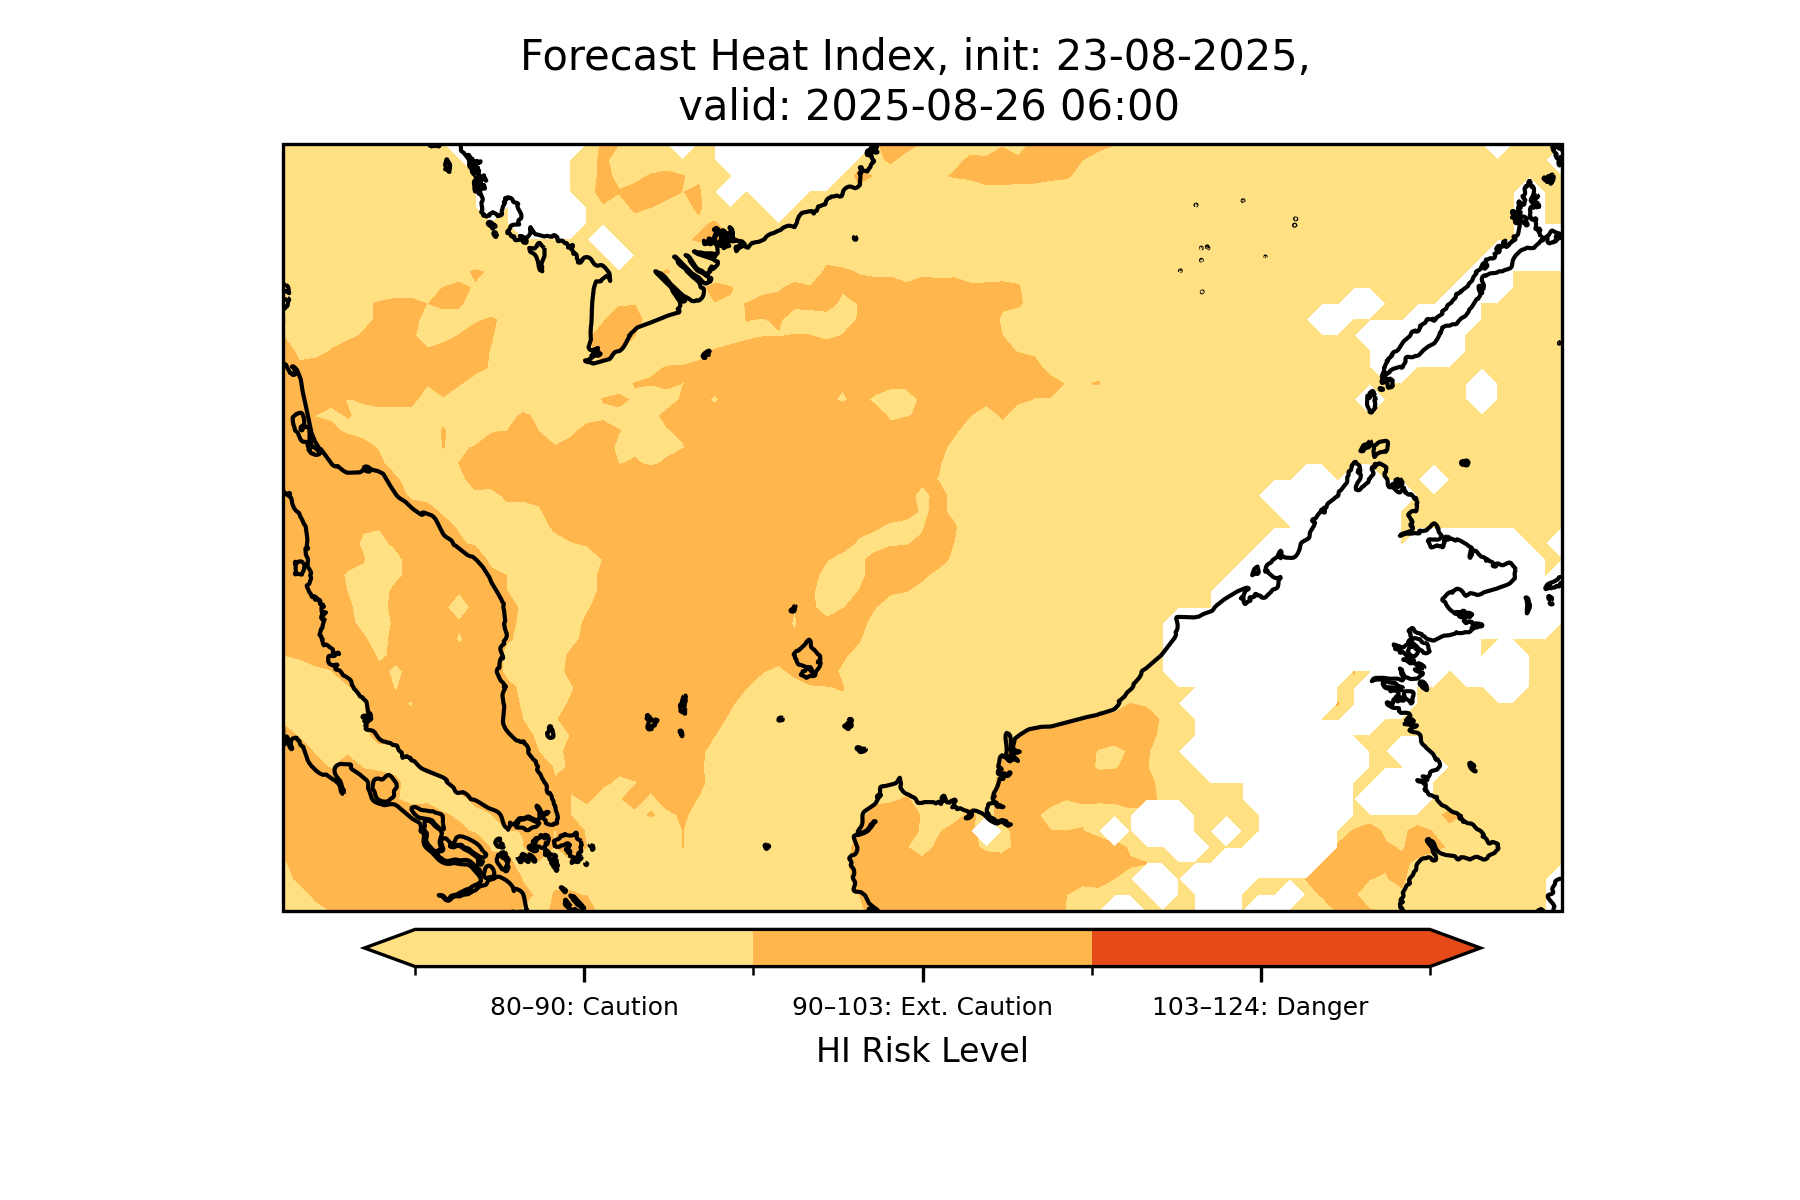 Forecast Heat Index, init: 23-08-2025,
valid: 2025-08-26 06:00
80–90: Caution
90–103: Ext. Caution
103–124: Danger
HI Risk Level